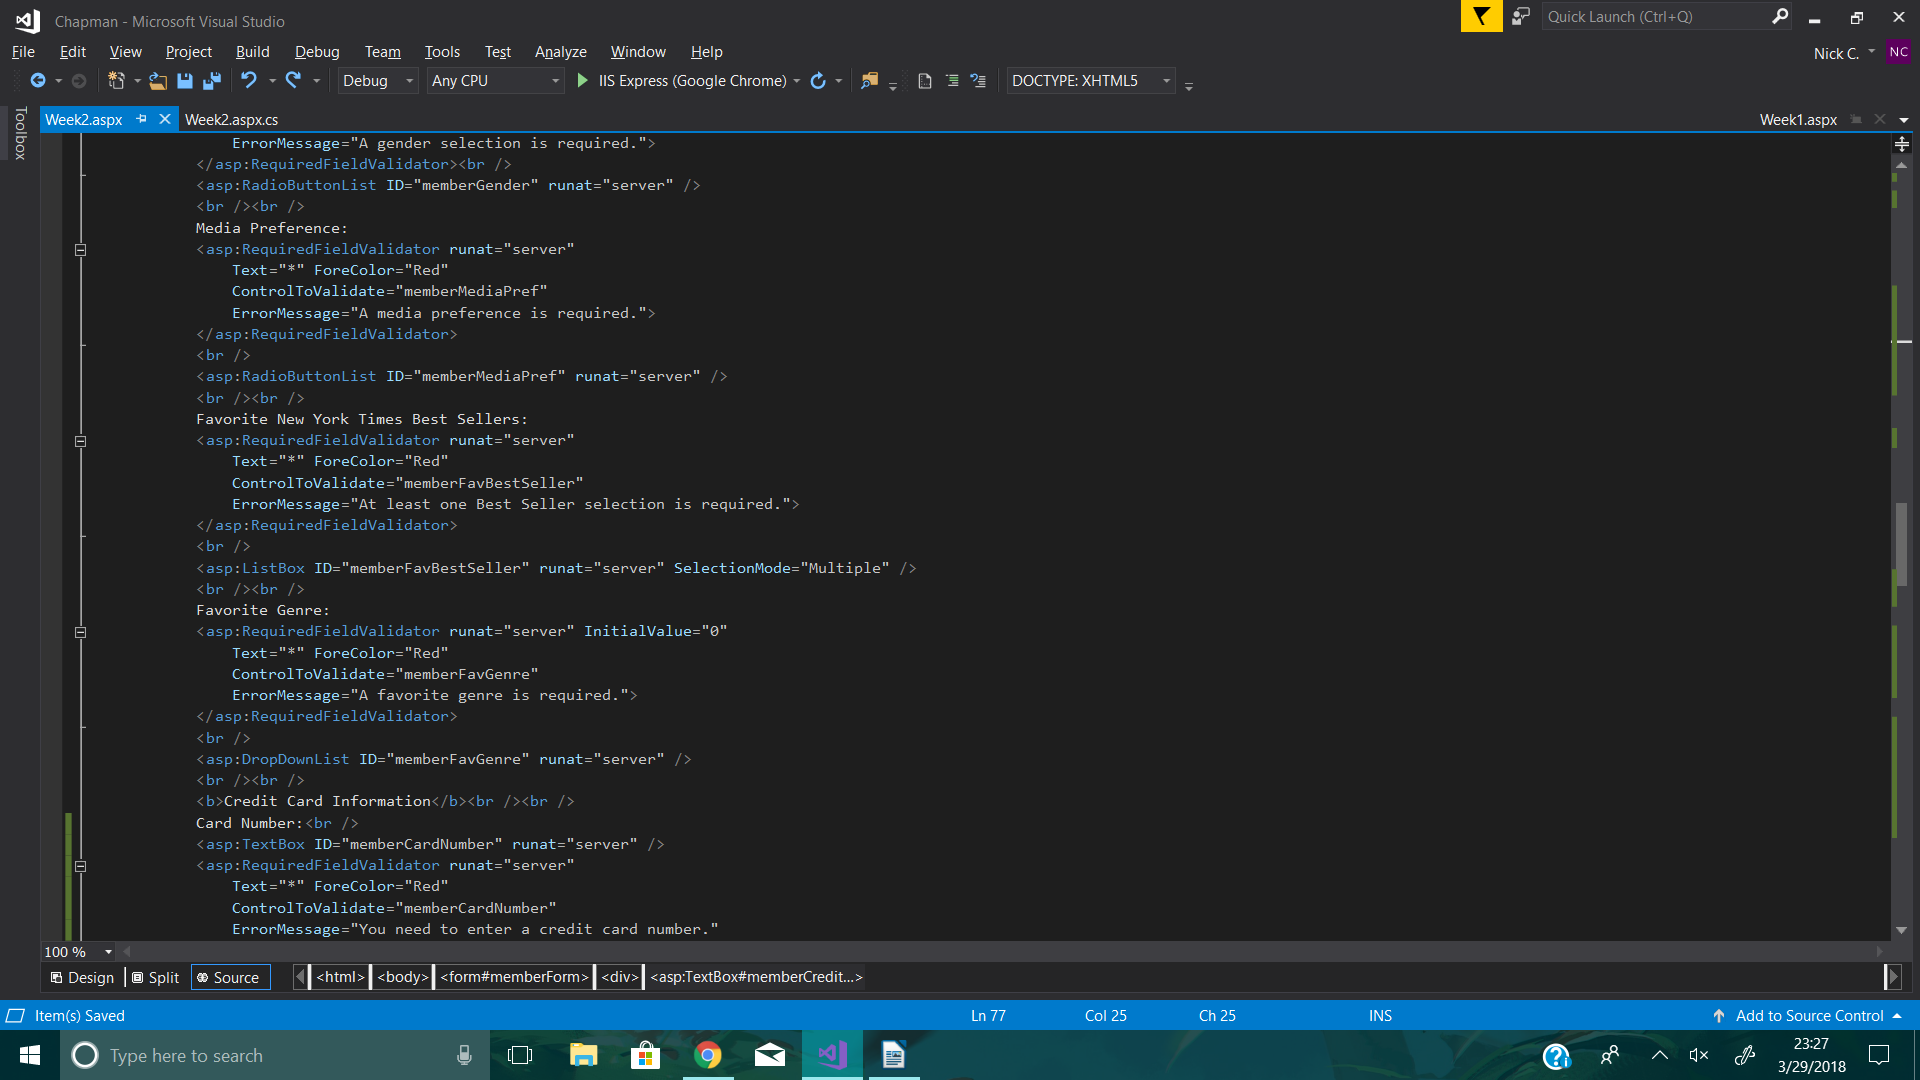 Chapman - Microsoft Visual Studio
Quick Launch (Ctrl+Q)
File Edit View Project Build Debug Team Tools Test Analyze Window Help
Nick C. NC
Debug Any CPU IIS Express (Google Chrome) DOCTYPE: XHTML5
Toolbox
Week2.aspx Week2.aspx.cs Week1.aspx
ErrorMessage="A gender selection is required.">
</asp:RequiredFieldValidator><br />
<asp:RadioButtonList ID="memberGender" runat="server" />
<br /><br />
Media Preference:
<asp:RequiredFieldValidator runat="server"
Text="*" ForeColor="Red"
ControlToValidate="memberMediaPref"
ErrorMessage="A media preference is required.">
</asp:RequiredFieldValidator>
<br />
<asp:RadioButtonList ID="memberMediaPref" runat="server" />
<br /><br />
Favorite New York Times Best Sellers:
<asp:RequiredFieldValidator runat="server"
Text="*" ForeColor="Red"
ControlToValidate="memberFavBestSeller"
ErrorMessage="At least one Best Seller selection is required.">
</asp:RequiredFieldValidator>
<br />
<asp:ListBox ID="memberFavBestSeller" runat="server" SelectionMode="Multiple" />
<br /><br />
Favorite Genre:
<asp:RequiredFieldValidator runat="server" InitialValue="0"
Text="*" ForeColor="Red"
ControlToValidate="memberFavGenre"
ErrorMessage="A favorite genre is required.">
</asp:RequiredFieldValidator>
<br />
<asp:DropDownList ID="memberFavGenre" runat="server" />
<br /><br />
<b>Credit Card Information</b><br /><br />
Card Number:<br />
<asp:TextBox ID="memberCardNumber" runat="server" />
<asp:RequiredFieldValidator runat="server"
Text="*" ForeColor="Red"
ControlToValidate="memberCardNumber"
ErrorMessage="You need to enter a credit card number."
100 %
Design Split Source <html> <body> <form#memberForm> <div> <asp:TextBox#memberCredit...>
Item(s) Saved Ln 77 Col 25 Ch 25 INS Add to Source Control
Type here to search
23:27
3/29/2018